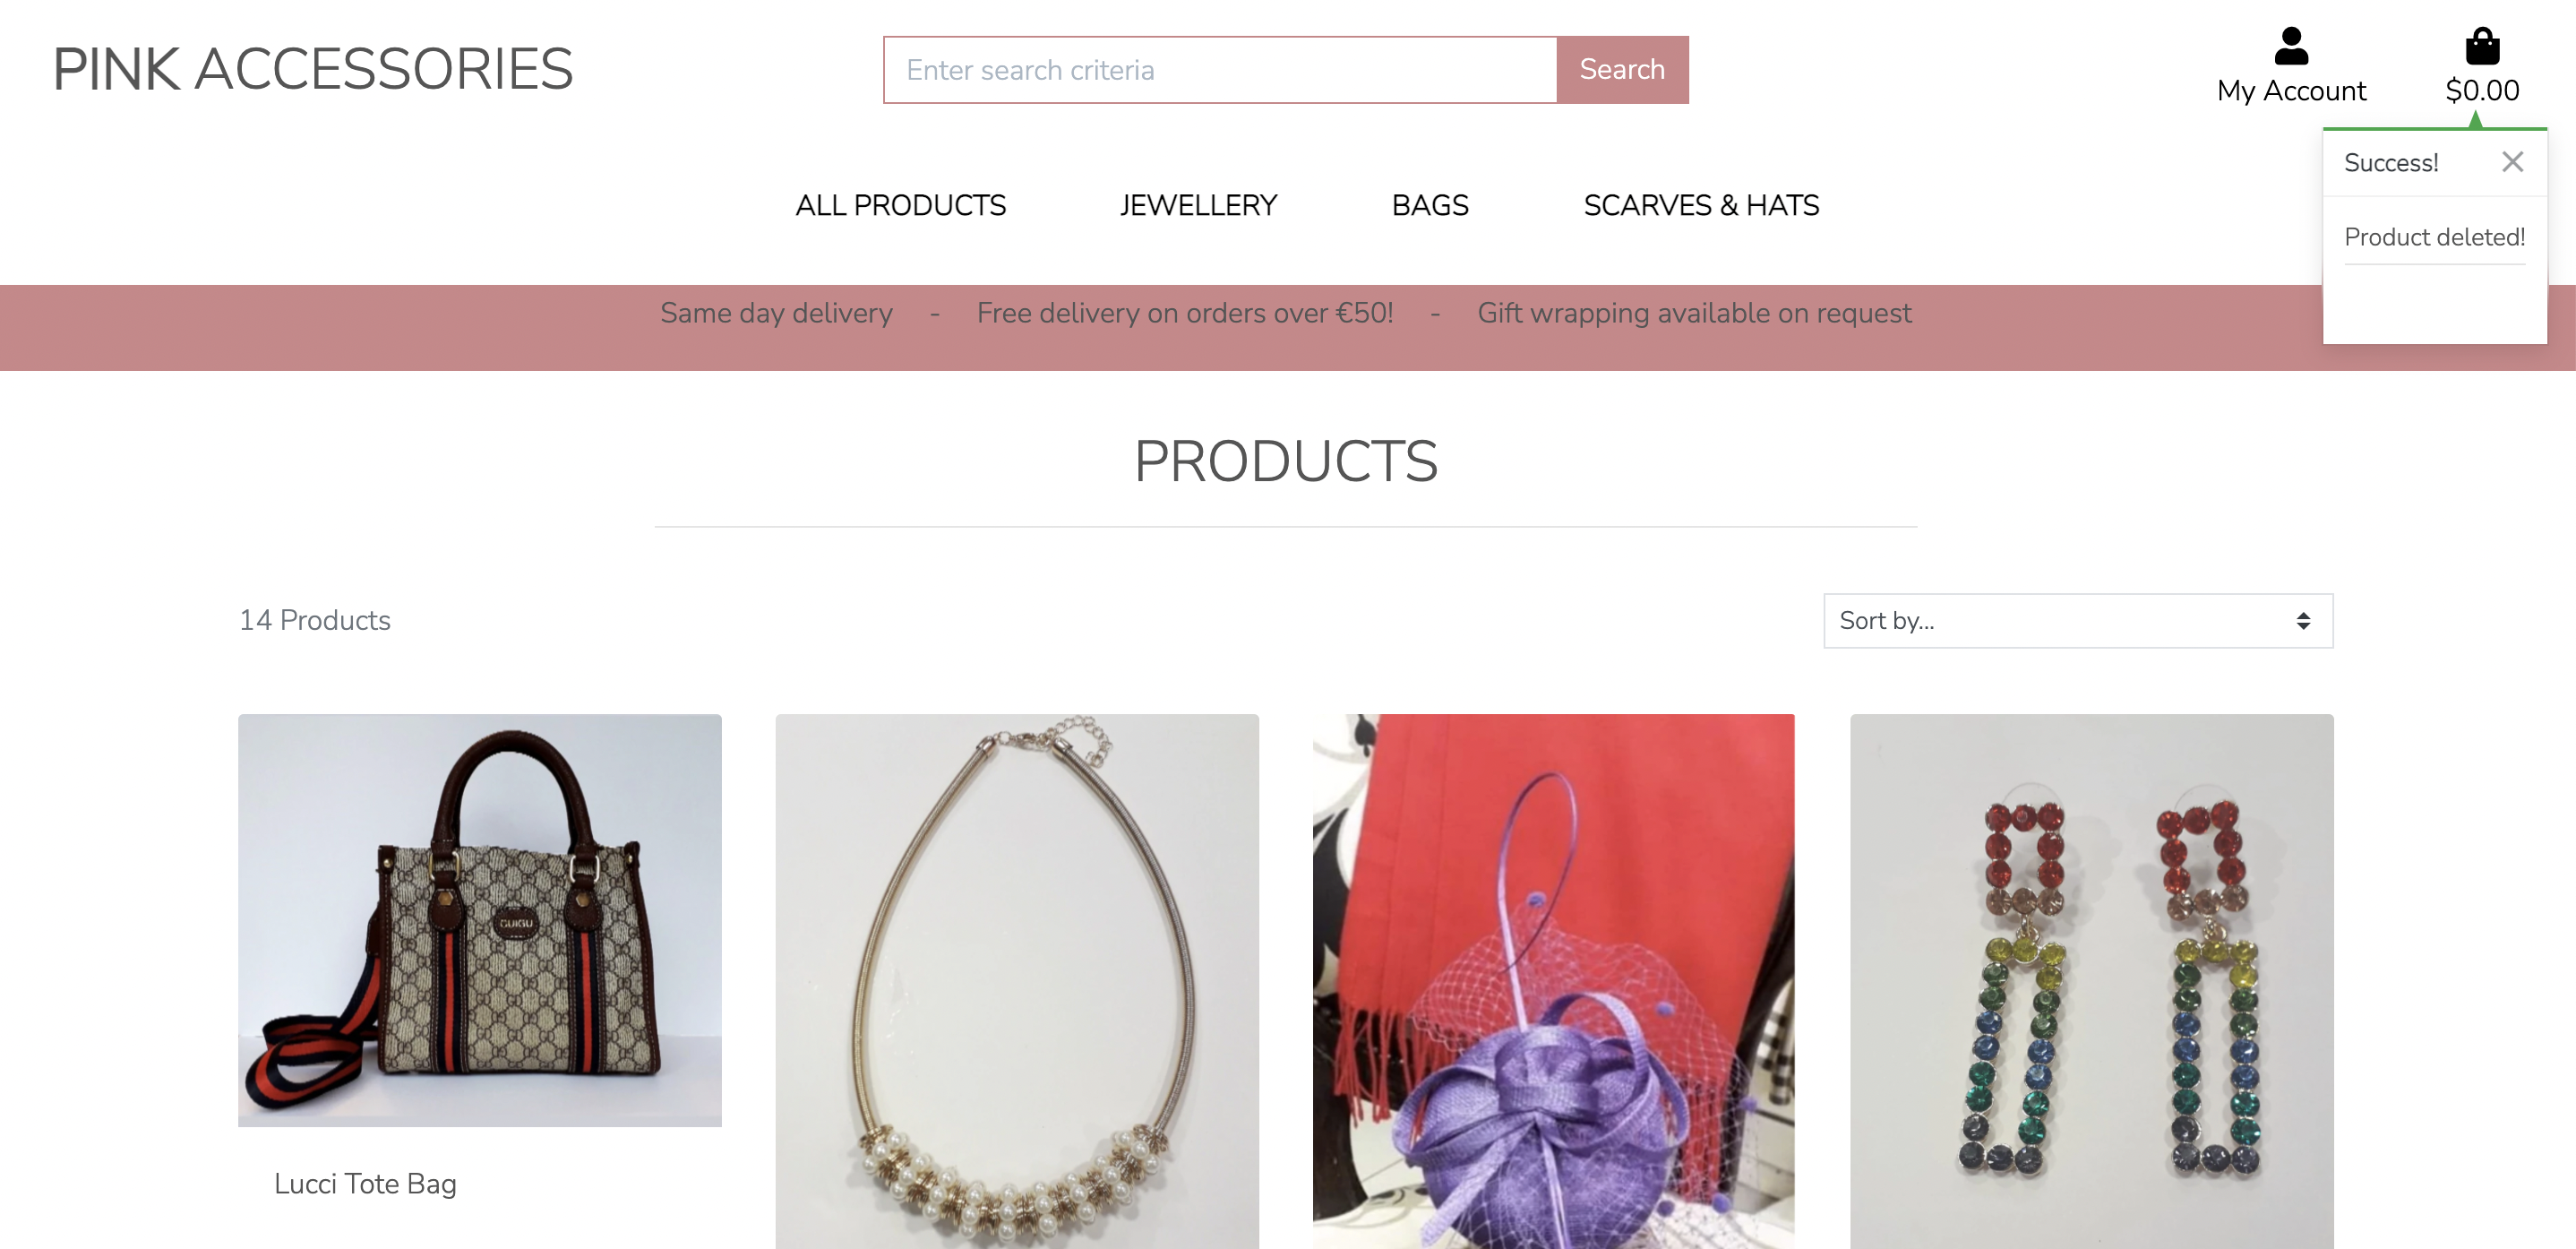 PINK ACCESSORIES
Enter search criteria
Search
My Account
$0.00
Success!
Product deleted!
ALL PRODUCTS
JEWELLERY
BAGS
SCARVES & HATS
Same day delivery - Free delivery on orders over €50! - Gift wrapping available on request
PRODUCTS
14 Products
Sort by...
GUIGU
Lucci Tote Bag